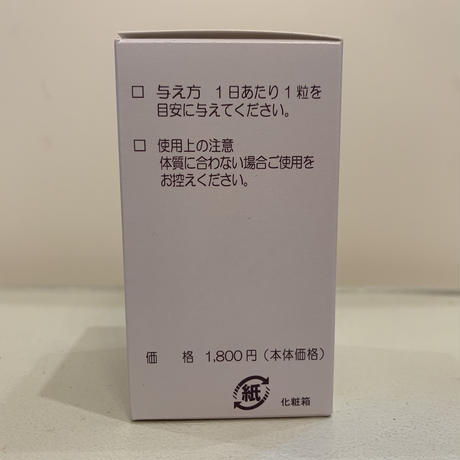 □ 与え方 1日あたり1粒を
目安に与えてください。
□ 使用上の注意
体質に合わない場合ご使用を
お控えください。
価 格 1,800円(本体価格)
紙 化粧箱